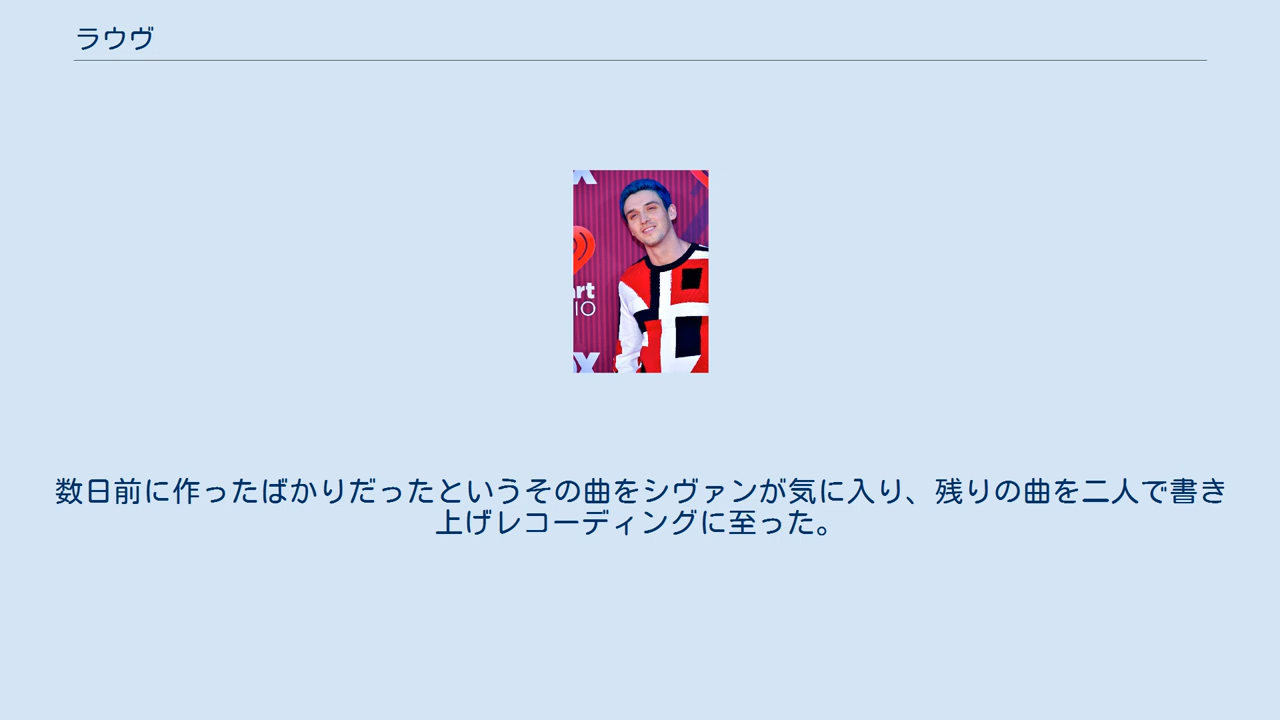 ラウヴ
X
art
IO
X
数日前に作ったばかりだったというその曲をシヴァンが気に入り、残りの曲を二人で書き
上げレコーディングに至った。